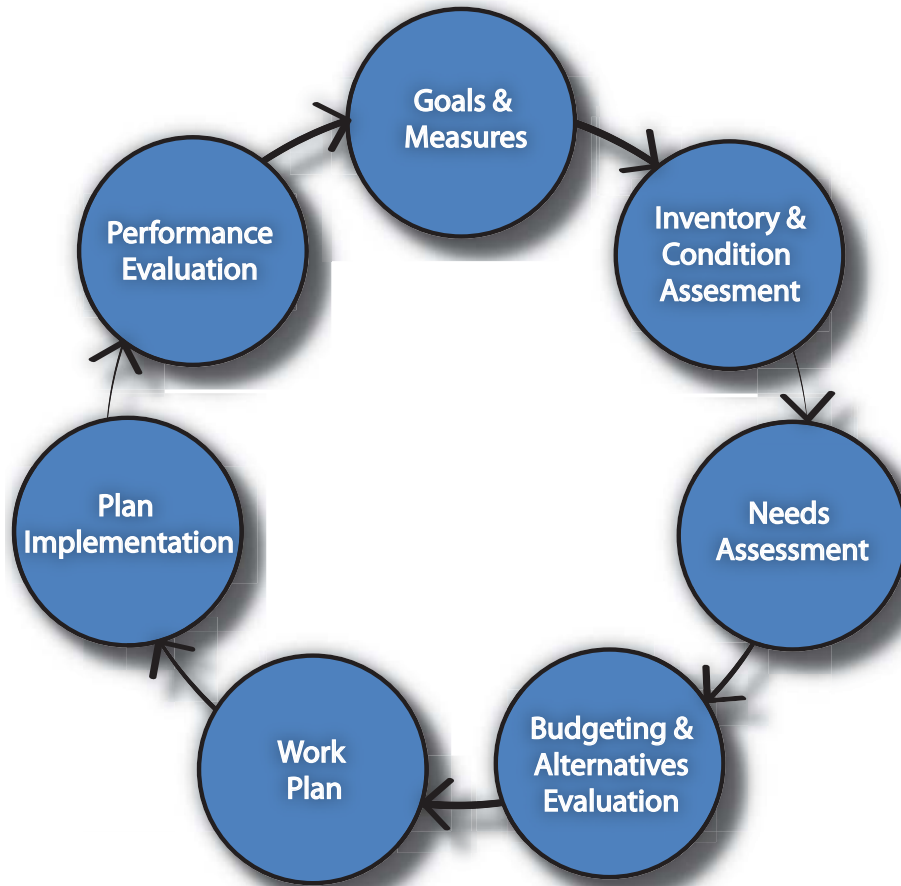 Goals &
Measures
Inventory &
Condition
Assesment
Needs
Assessment
Budgeting &
Alternatives
Evaluation
Work
Plan
Plan
Implementation
Performance
Evaluation